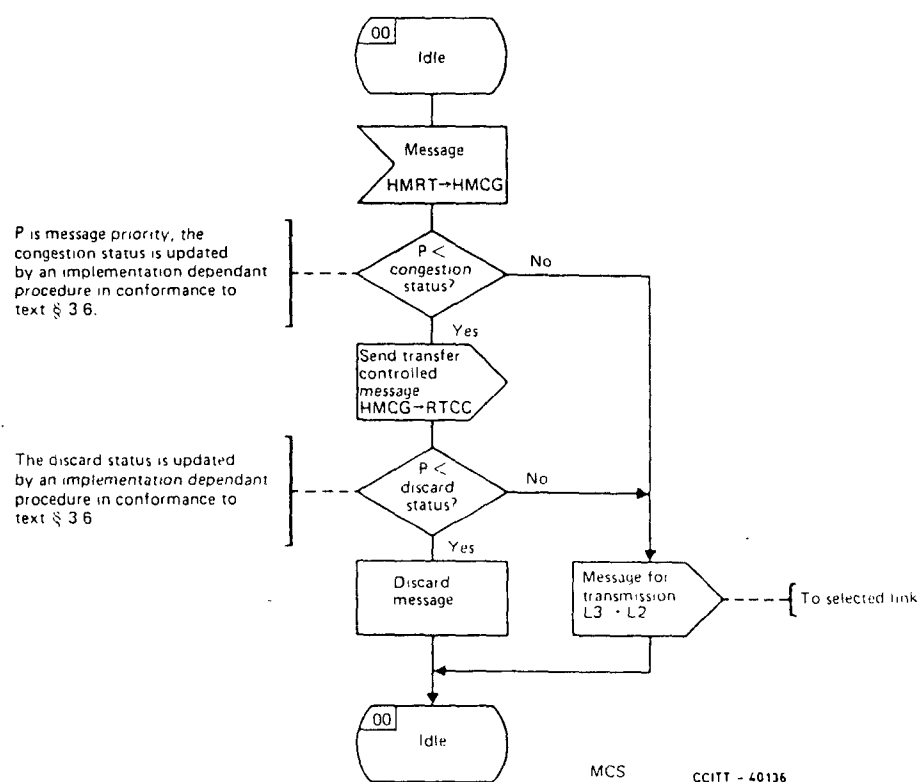 00
Idle
Message
HMRT→HMCG
P is message priority, the
congestion status is updated
by an implementation dependant
procedure in conformance to
text § 3 6.
P <
congestion
status?
No
Yes
Send transfer
controlled
message
HMCG→RTCC
The discard status is updated
by an implementation dependant
procedure in conformance to
text § 3 6
P <
discard
status?
No
Yes
Discard
message
Message for
transmission
L3 · L2
To selected link
00
Idle
MCS
CCITT - 40136